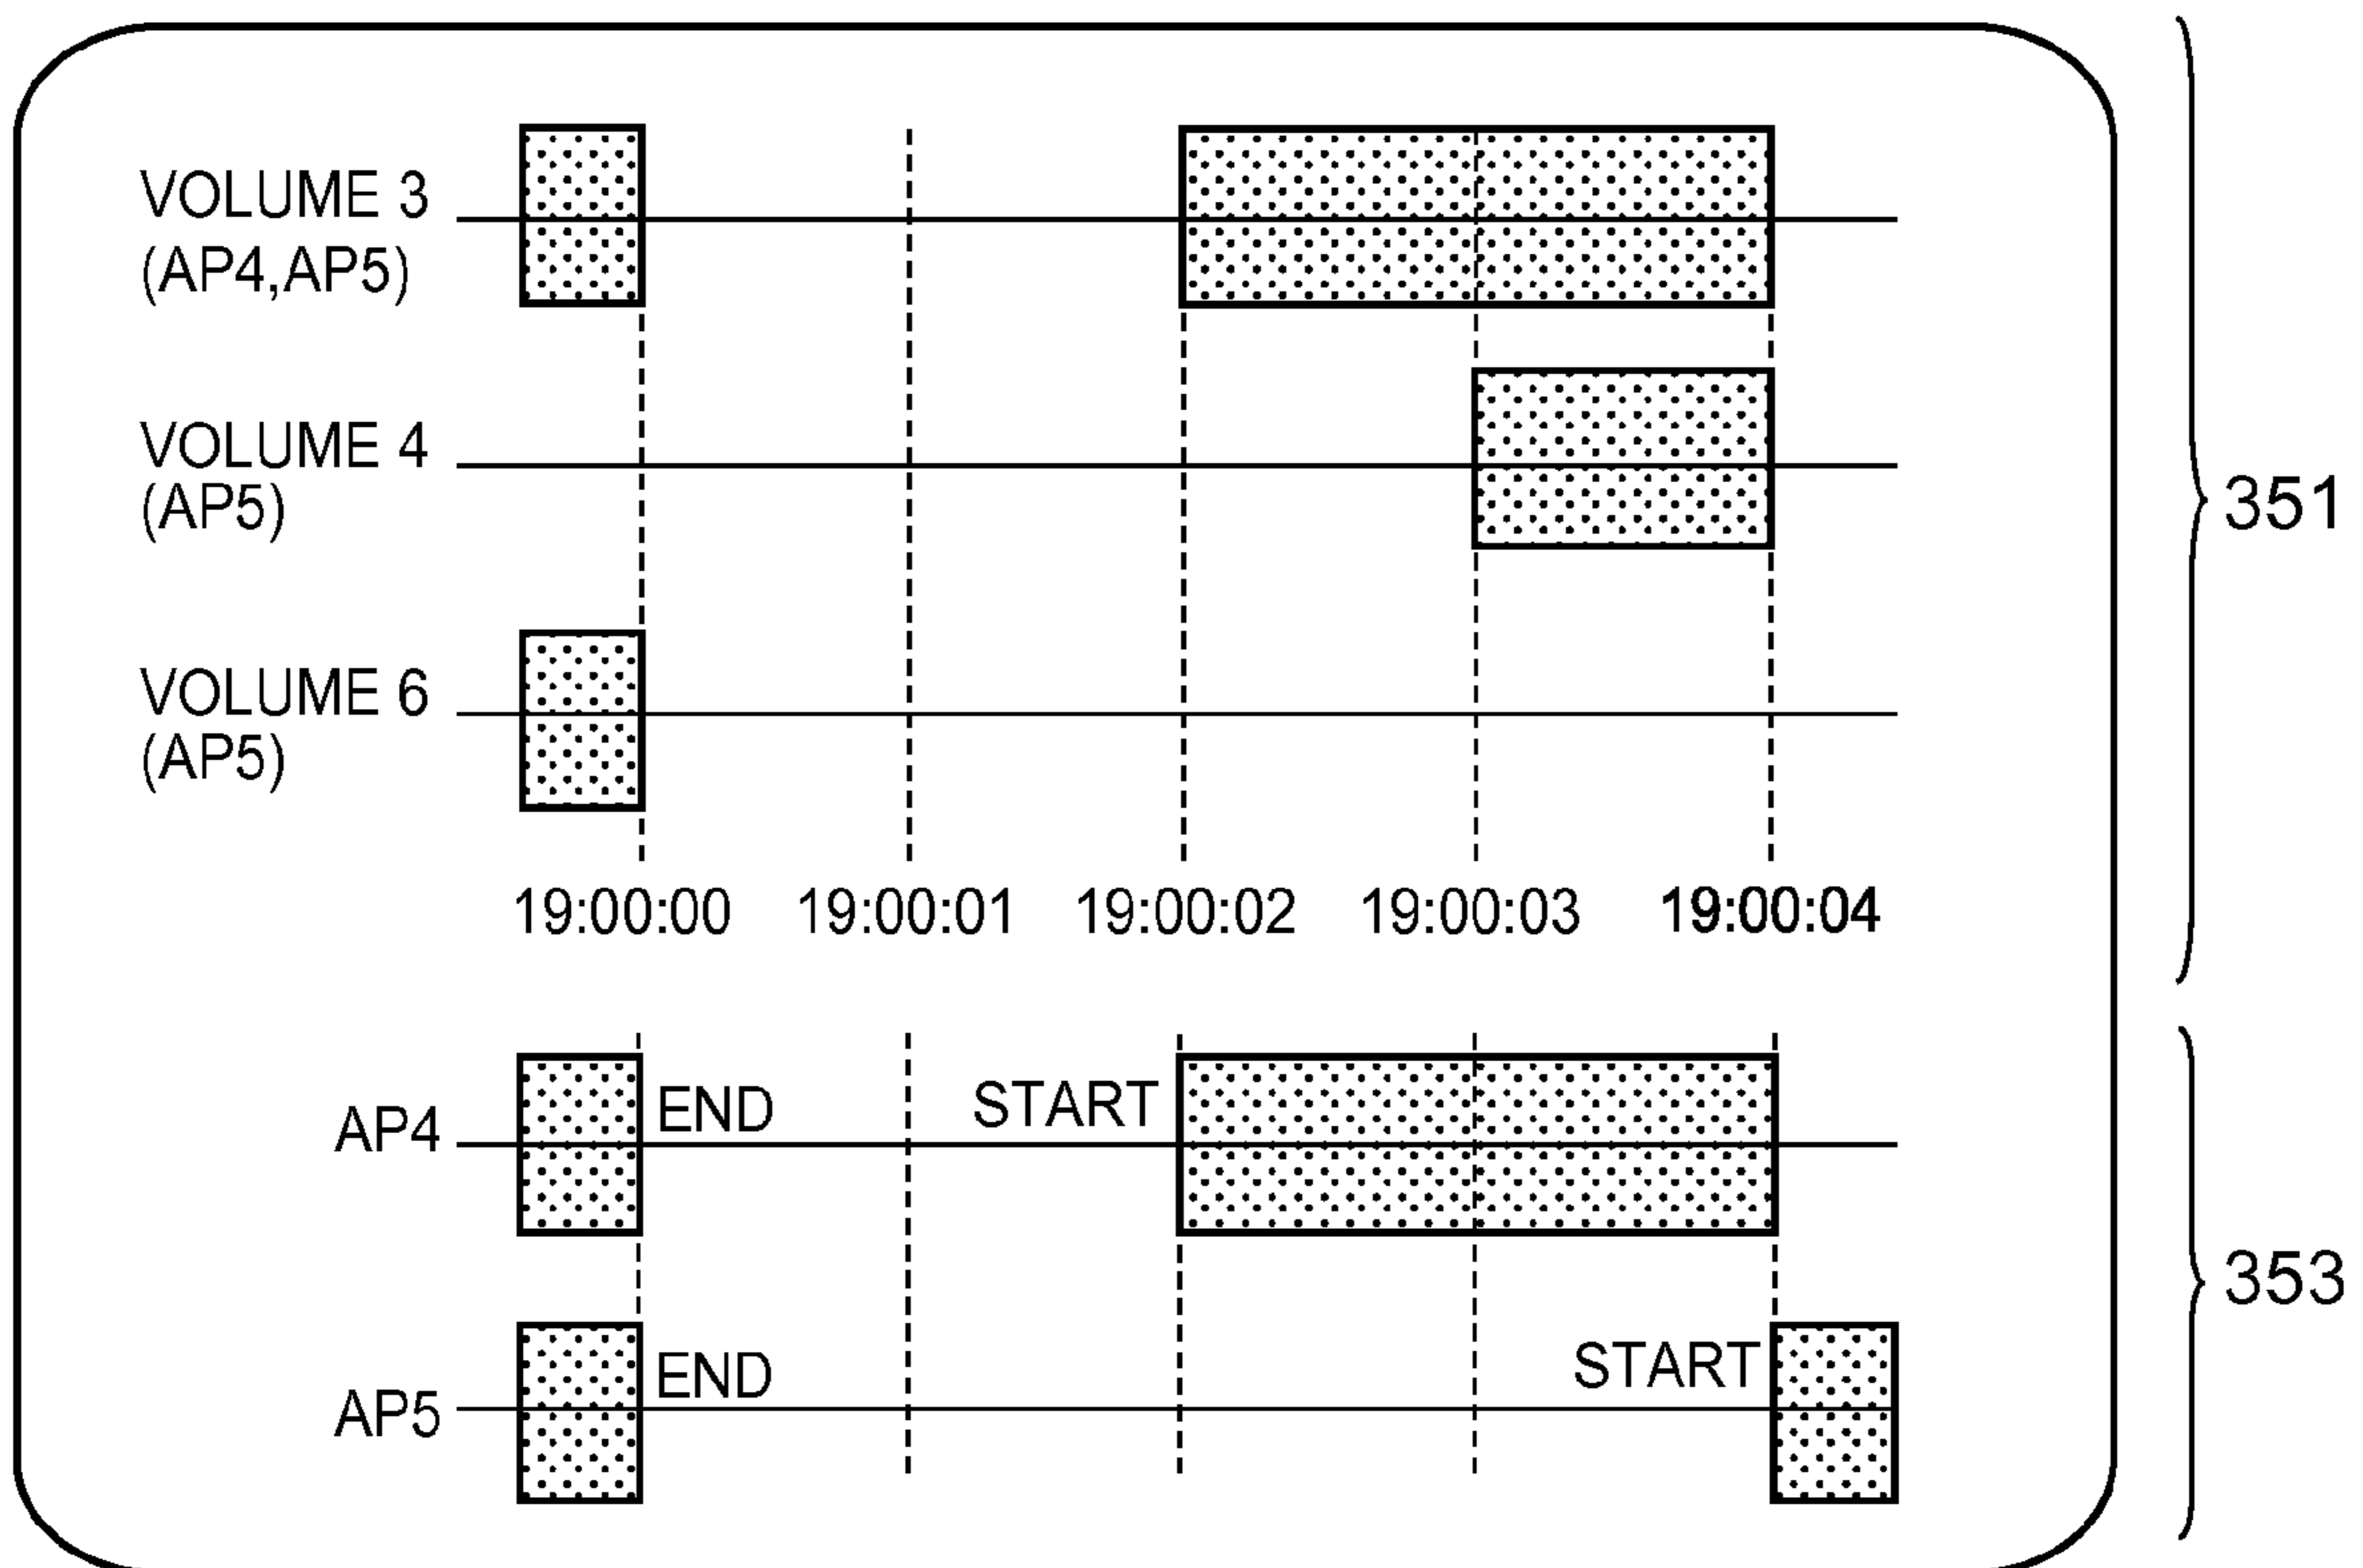 VOLUME 3
(AP4,AP5)
VOLUME 4
(AP5)
351
VOLUME 6
(AP5)
19:00:00 19:00:01 19:00:02 19:00:03 19:00:04
AP4 END START
353
AP5 END START